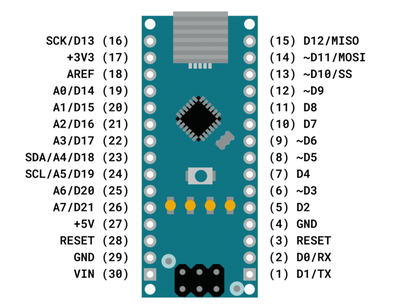 SCK/D13 (16)
+3V3 (17)
AREF (18)
A0/D14 (19)
A1/D15 (20)
A2/D16 (21)
A3/D17 (22)
SDA/A4/D18 (23)
SCL/A5/D19 (24)
A6/D20 (25)
A7/D21 (26)
+5V (27)
RESET (28)
GND (29)
VIN (30)
(15) D12/MISO
(14) ~D11/MOSI
(13) ~D10/SS
(12) ~D9
(11) D8
(10) D7
(9) ~D6
(8) ~D5
(7) D4
(6) ~D3
(5) D2
(4) GND
(3) RESET
(2) D0/RX
(1) D1/TX